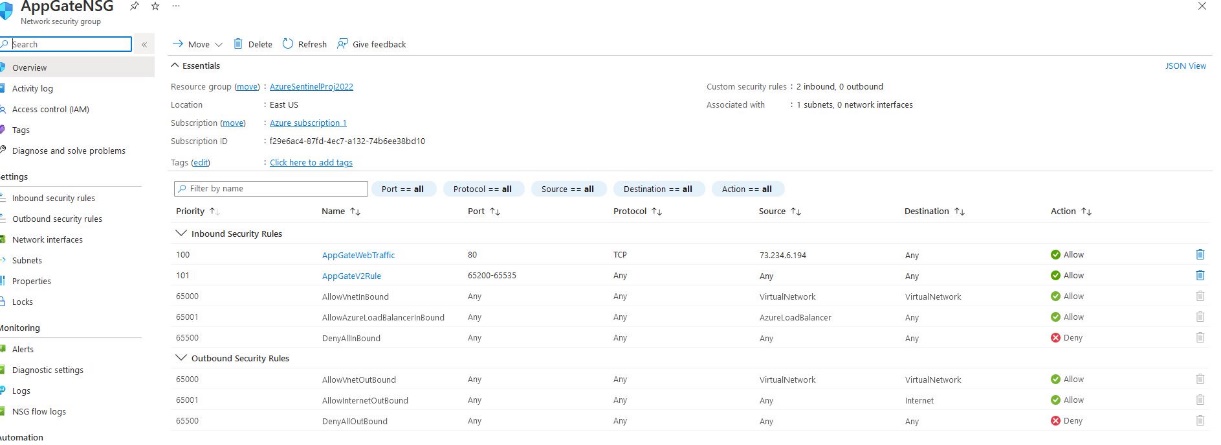 AppGateNSG
Network security group
Search
Move Delete Refresh Give feedback
Overview
Activity log
Access control (IAM)
Tags
Diagnose and solve problems
Settings
Inbound security rules
Outbound security rules
Network interfaces
Subnets
Properties
Locks
Monitoring
Alerts
Diagnostic settings
Logs
NSG flow logs
Automation
Essentials JSON View
Resource group (move) : AzureSentinelProj2022
Location : East US
Subscription (move) : Azure subscription 1
Subscription ID : f29e6ac4-87fd-4ec7-a132-74b6ee38bd10
Tags (edit) : Click here to add tags
Custom security rules : 2 inbound, 0 outbound
Associated with : 1 subnets, 0 network interfaces
Filter by name Port == all Protocol == all Source == all Destination == all Action == all
Priority Name Port Protocol Source Destination Action
Inbound Security Rules
100 AppGateWebTraffic 80 TCP 73.234.6.194 Any Allow
101 AppGateV2Rule 65200-65535 Any Any Any Allow
65000 AllowVnetInBound Any Any VirtualNetwork VirtualNetwork Allow
65001 AllowAzureLoadBalancerInBound Any Any AzureLoadBalancer Any Allow
65500 DenyAllInBound Any Any Any Any Deny
Outbound Security Rules
65000 AllowVnetOutBound Any Any VirtualNetwork VirtualNetwork Allow
65001 AllowInternetOutBound Any Any Any Internet Allow
65500 DenyAllOutBound Any Any Any Any Deny